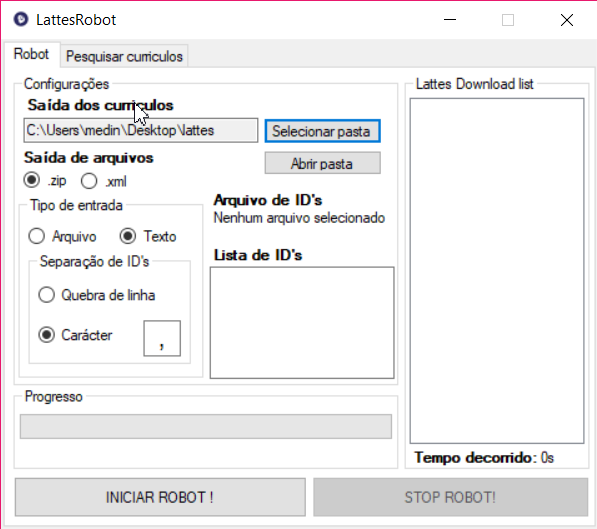 LattesRobot
Robot
Pesquisar curriculos
Configurações
Saída dos curriculos
C:\Users\medin\Desktop\lattes
Selecionar pasta
Saída de arquivos
Abrir pasta
.zip
.xml
Tipo de entrada
Arquivo
Texto
Separação de ID's
Quebra de linha
Carácter
,
Arquivo de ID's
Nenhum arquivo selecionado
Lista de ID's
Progresso
Lattes Download list
Tempo decorrido: 0s
INICIAR ROBOT !
STOP ROBOT!